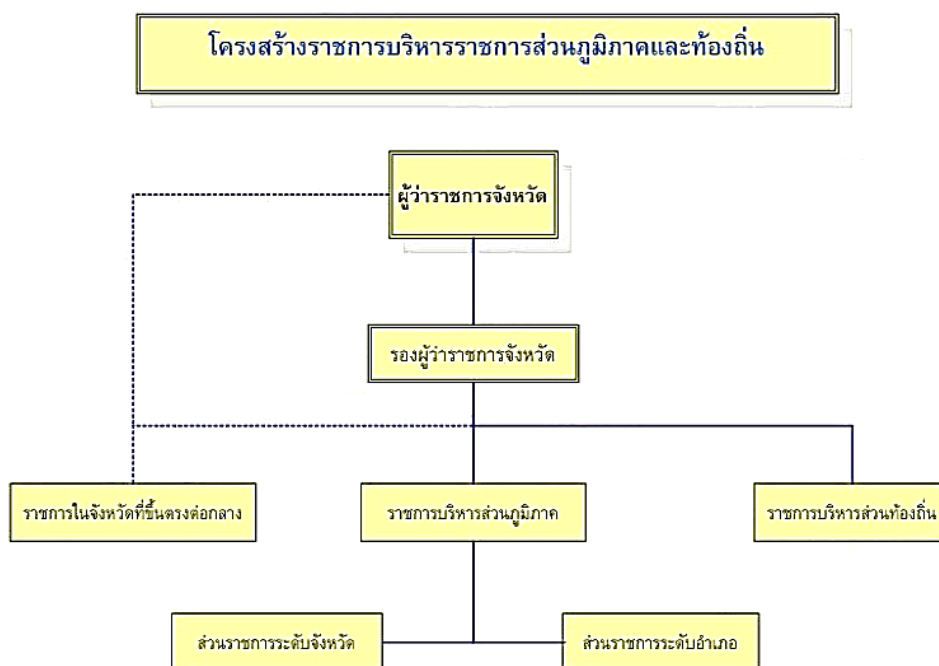 โครงสร้างราชการบริหารราชการส่วนภูมิภาคและท้องถิ่น
ผู้ว่าราชการจังหวัด
รองผู้ว่าราชการจังหวัด
ราชการในจังหวัดที่ขึ้นตรงต่อกลาง
ราชการบริหารส่วนภูมิภาค
ราชการบริหารส่วนท้องถิ่น
ส่วนราชการระดับจังหวัด
ส่วนราชการระดับอำเภอ